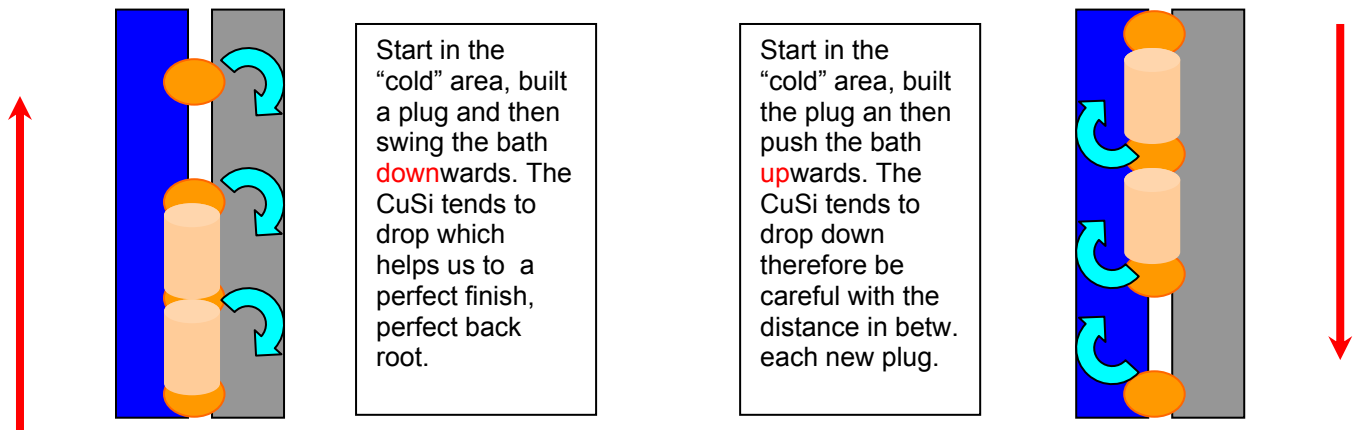 Start in the
“cold” area, built
a plug and then
swing the bath
downwards. The
CuSi tends to
drop which
helps us to a
perfect finish,
perfect back
root.
Start in the
“cold” area, built
the plug an then
push the bath
upwards. The
CuSi tends to
drop down
therefore be
careful with the
distance in betw.
each new plug.